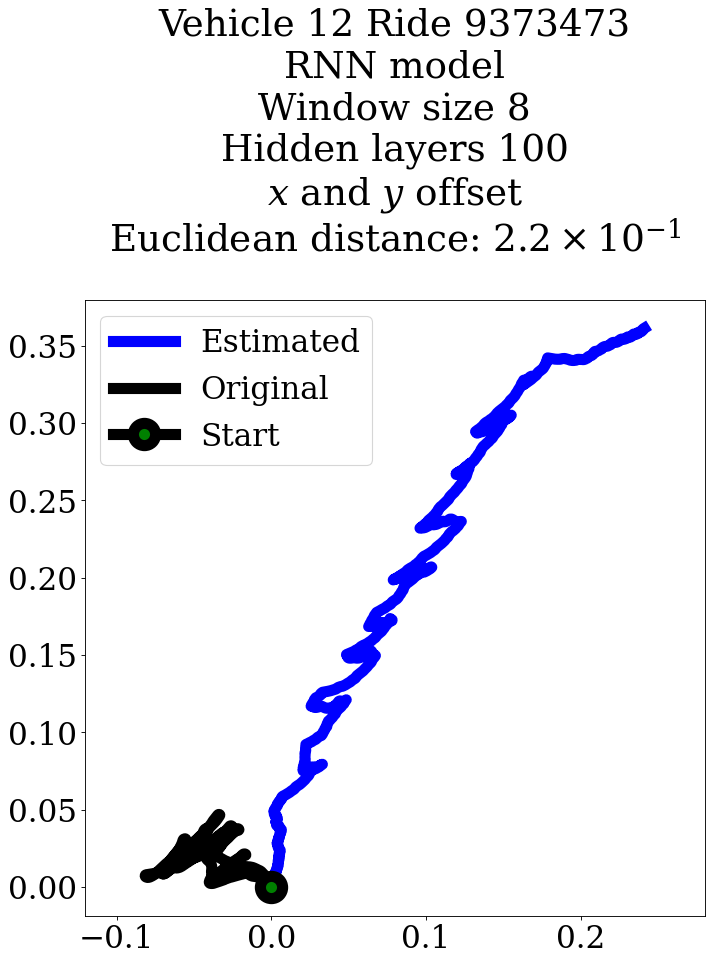 Vehicle 12 Ride 9373473
RNN model
Window size 8
Hidden layers 100
x and y offset
Euclidean distance: 2.2 × 10⁻¹
Estimated
Original
Start
0.35
0.30
0.25
0.20
0.15
0.10
0.05
0.00
−0.1
0.0
0.1
0.2